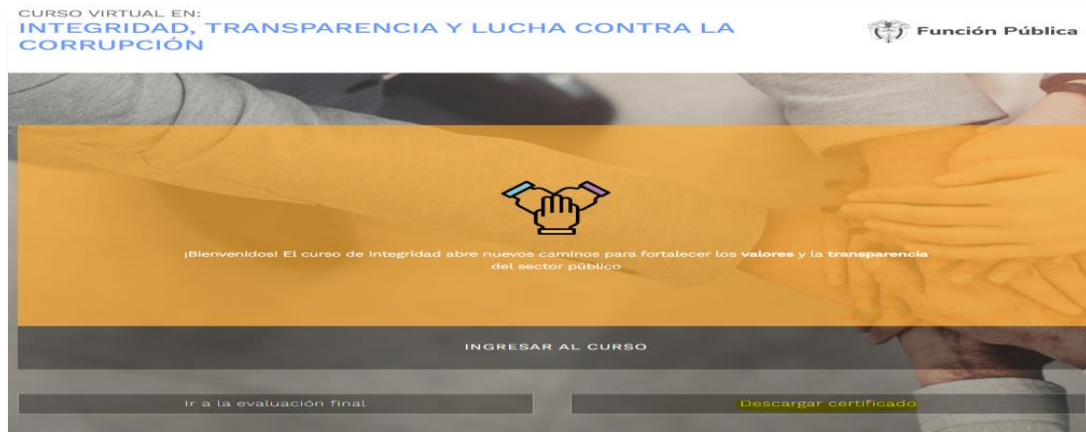 CURSO VIRTUAL EN:
INTEGRIDAD, TRANSPARENCIA Y LUCHA CONTRA LA
CORRUPCIÓN
Función Pública
¡Bienvenidos! El curso de Integridad abre nuevos caminos para fortalecer los valores y la transparencia
del sector público
INGRESAR AL CURSO
Ir a la evaluación final
Descargar certificado